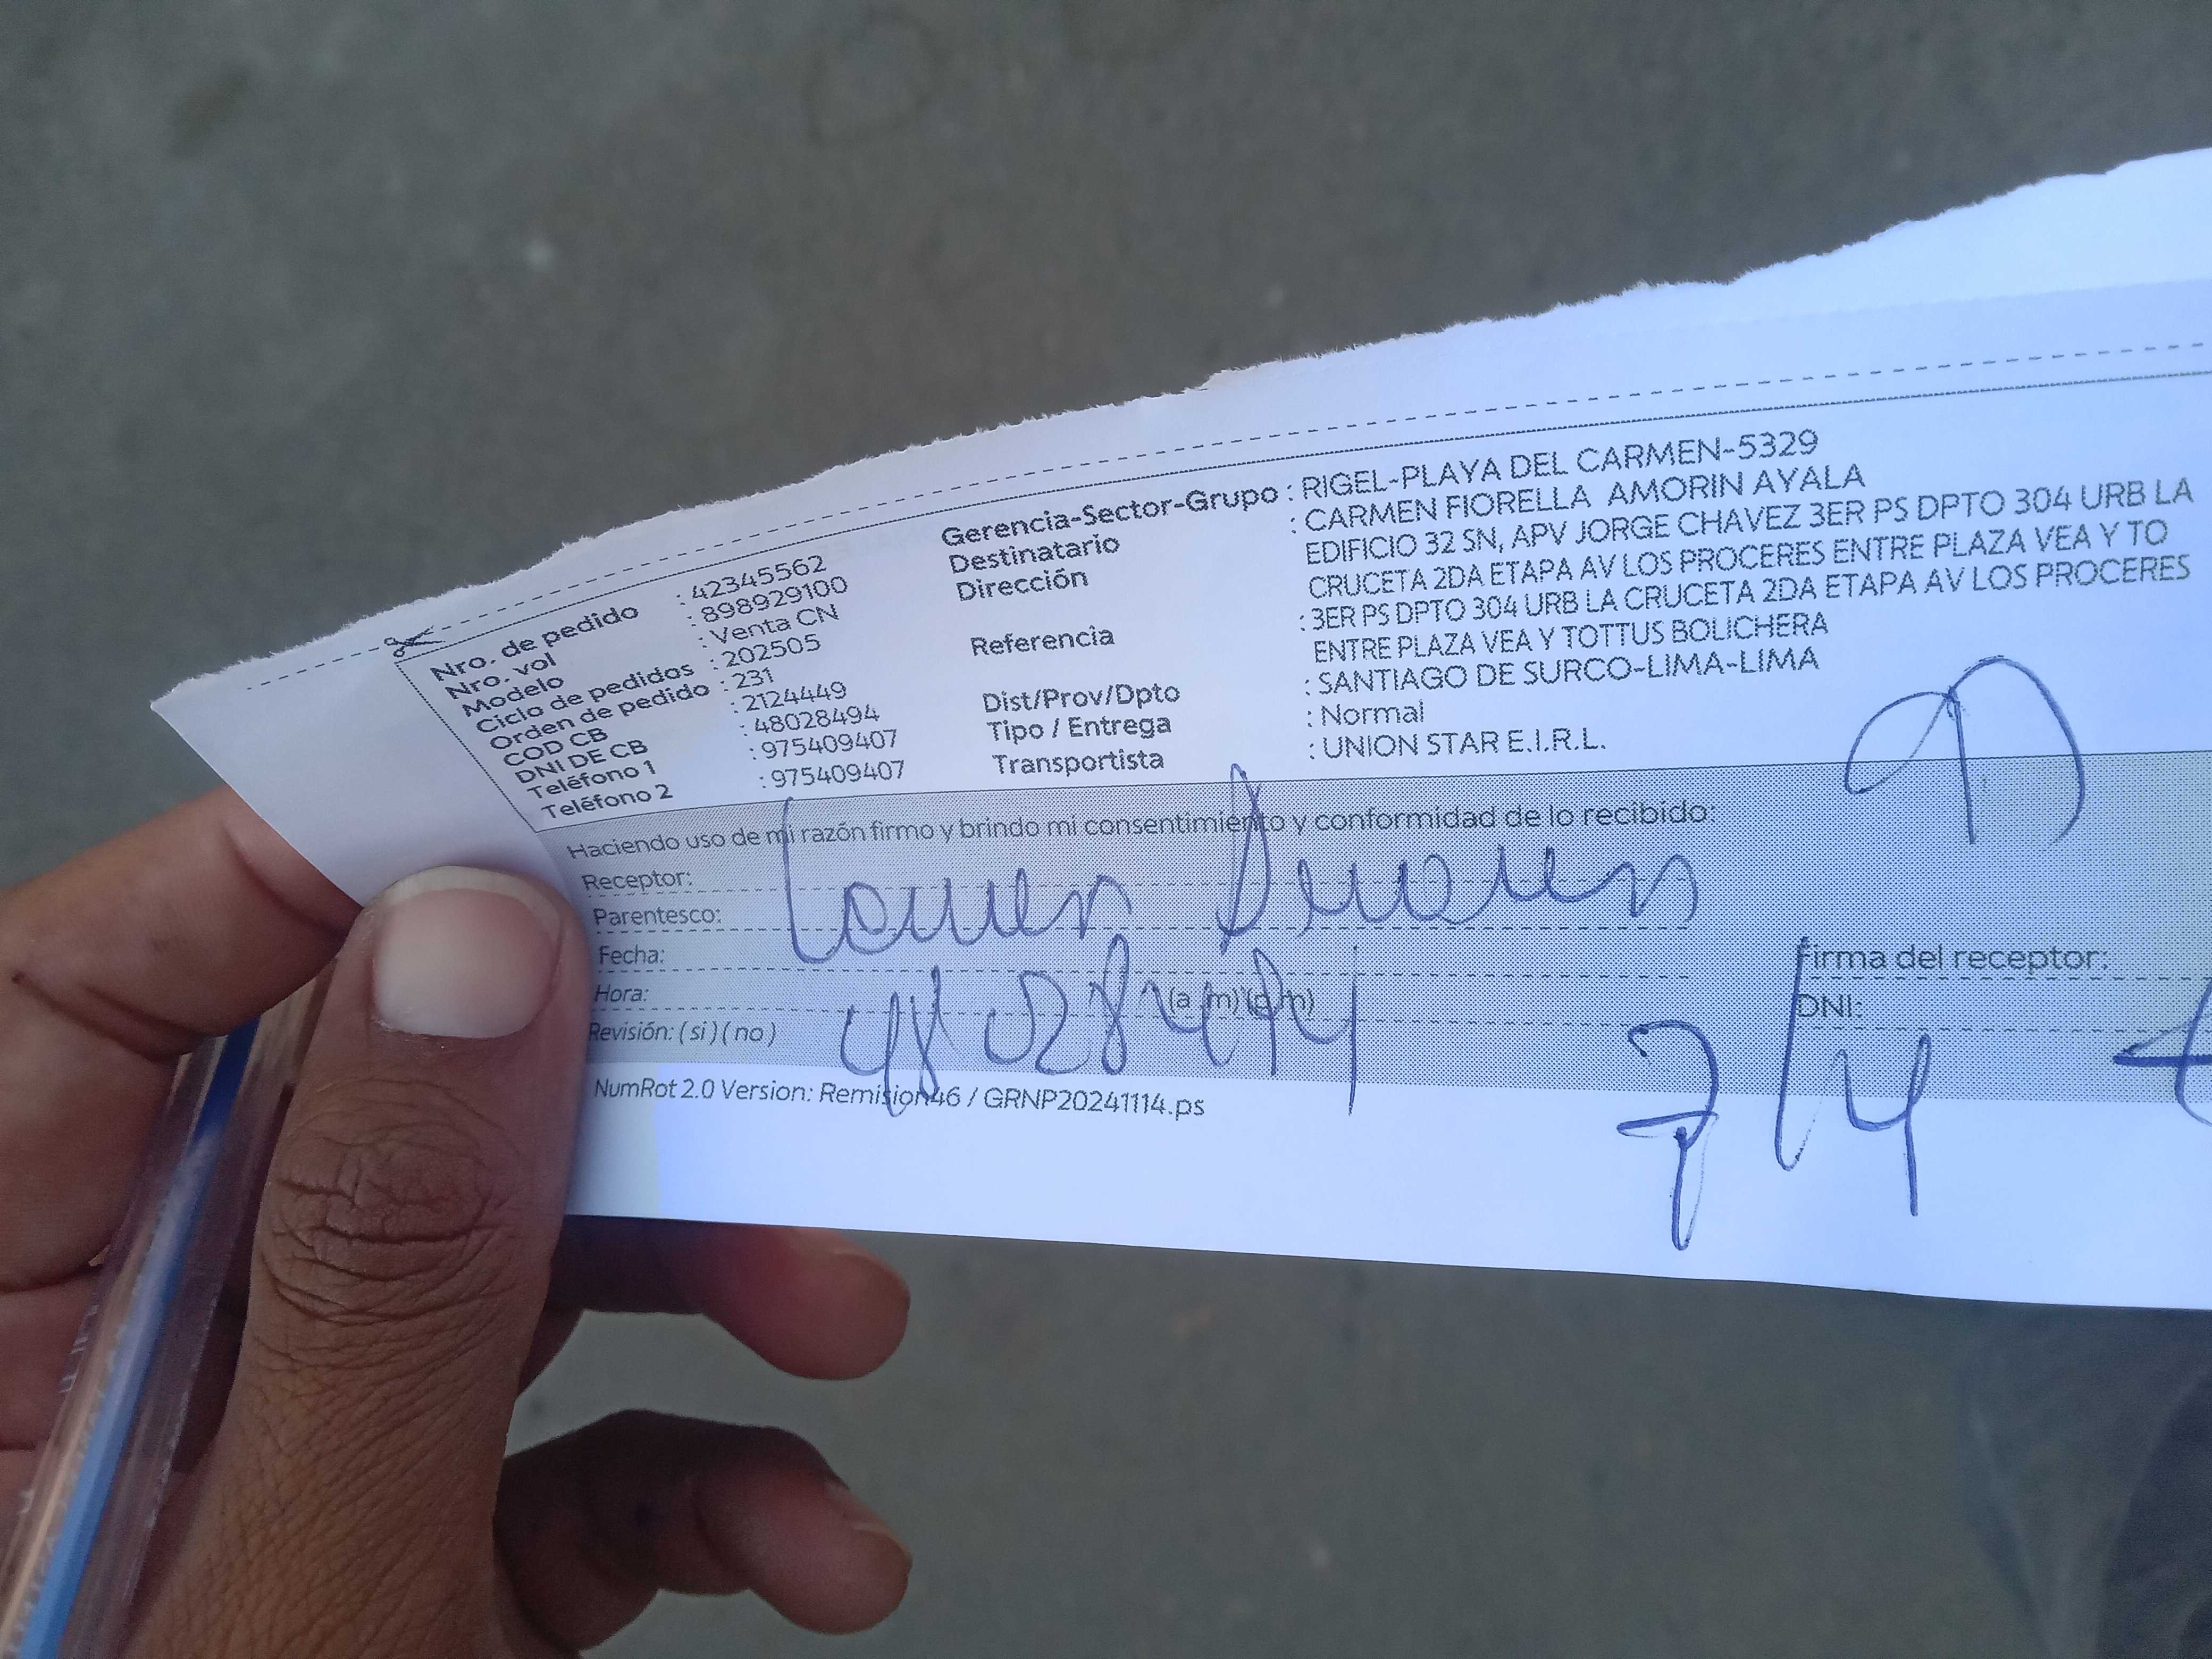 Nro. de pedido : 42345562
Nro. vol : 898929100
Modelo : Venta CN
Ciclo de pedidos : 202505
Orden de pedido : 231
COD CB : 2124449
DNI DE CB : 48028494
Teléfono 1 : 975409407
Teléfono 2 : 975409407
Gerencia-Sector-Grupo : RIGEL-PLAYA DEL CARMEN-5329
Destinatario : CARMEN FIORELLA AMORIN AYALA
Dirección EDIFICIO 32 SN, APV JORGE CHAVEZ 3ER PS DPTO 304 URB LA
CRUCETA 2DA ETAPA AV LOS PROCERES ENTRE PLAZA VEA Y TO
Referencia : 3ER PS DPTO 304 URB LA CRUCETA 2DA ETAPA AV LOS PROCERES
ENTRE PLAZA VEA Y TOTTUS BOLICHERA
Dist/Prov/Dpto : SANTIAGO DE SURCO-LIMA-LIMA
Tipo / Entrega : Normal
Transportista : UNION STAR E.I.R.L.
Haciendo uso de mi razón firmo y brindo mi consentimiento y conformidad de lo recibido:
Receptor:
Parentesco:
Fecha:
Hora: (a m) (p m)
Revisión: ( si ) ( no )
48028494
firma del receptor:
DNI:
7/4
NumRot 2.0 Version: Remision46 / GRNP20241114.ps